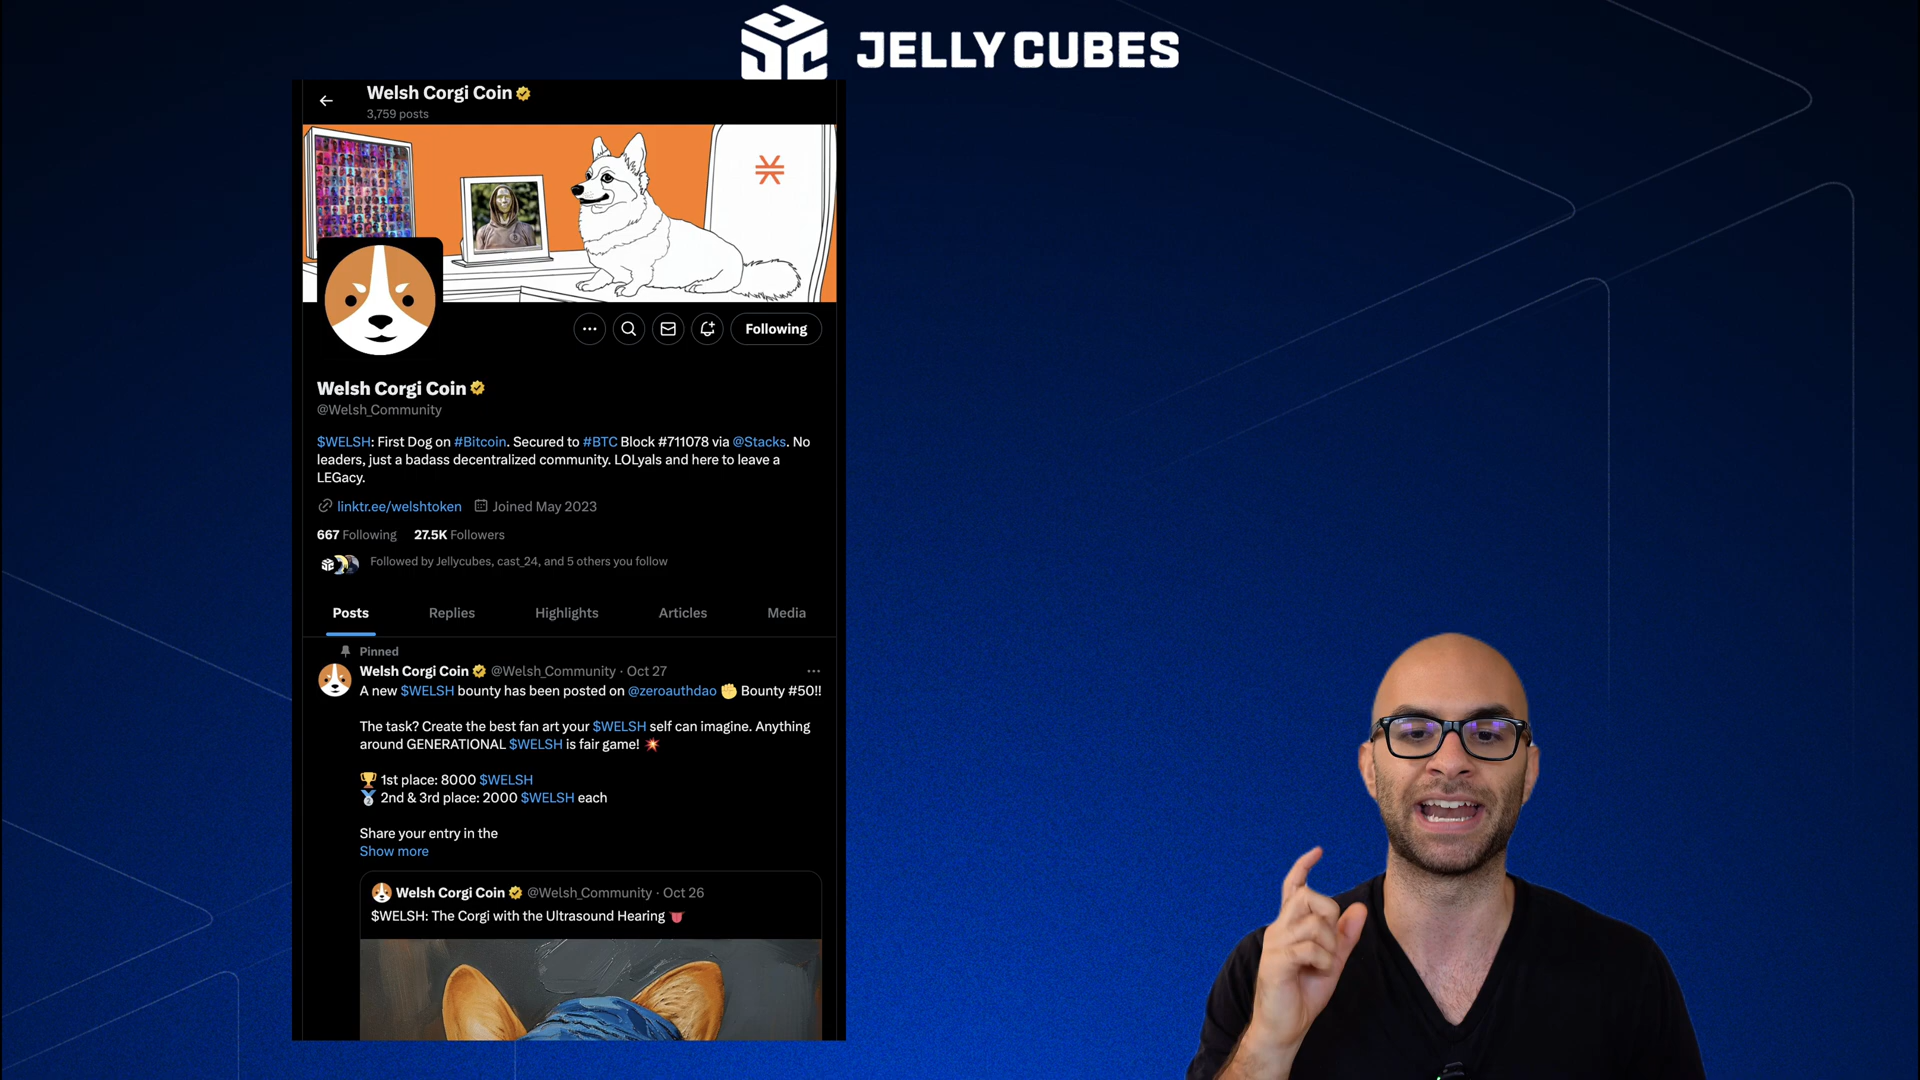 JELLYCUBES
Welsh Corgi Coin
3,759 posts
Following
Welsh Corgi Coin
@Welsh_Community
$WELSH: First Dog on #Bitcoin. Secured to #BTC Block #711078 via @Stacks. No
leaders, just a badass decentralized community. LOLyals and here to leave a
LEGacy.
linktr.ee/welshtoken Joined May 2023
667 Following 27.5K Followers
Followed by Jellycubes, cast_24, and 5 others you follow
Posts Replies Highlights Articles Media
Pinned
Welsh Corgi Coin @Welsh_Community · Oct 27
A new $WELSH bounty has been posted on @zeroauthdao ✊ Bounty #50!!
The task? Create the best fan art your $WELSH self can imagine. Anything
around GENERATIONAL $WELSH is fair game! 💥
🏆 1st place: 8000 $WELSH
🥈 2nd & 3rd place: 2000 $WELSH each
Share your entry in the
Show more
Welsh Corgi Coin @Welsh_Community · Oct 26
$WELSH: The Corgi with the Ultrasound Hearing 👅